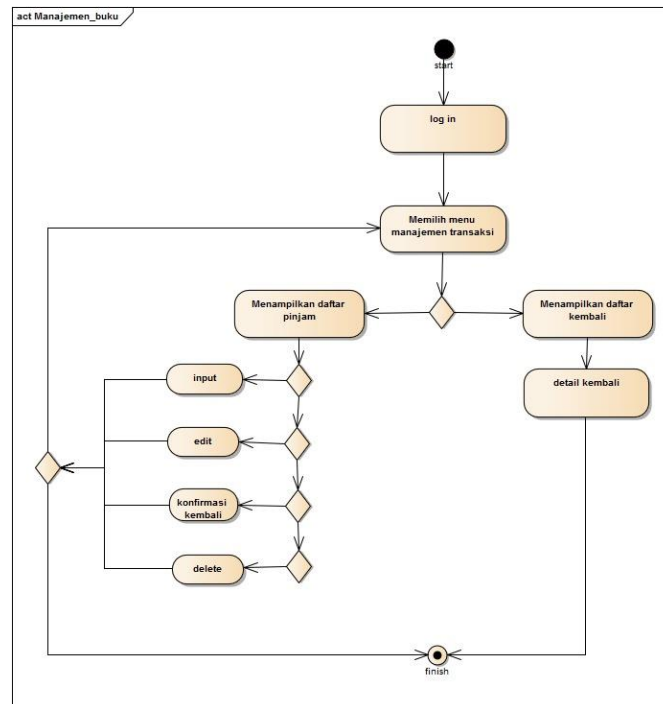 act Manajemen_buku
start
log in
Memilih menu
manajemen transaksi
Menampilkan daftar
pinjam
Menampilkan daftar
kembali
input
detail kembali
edit
konfirmasi
kembali
delete
finish